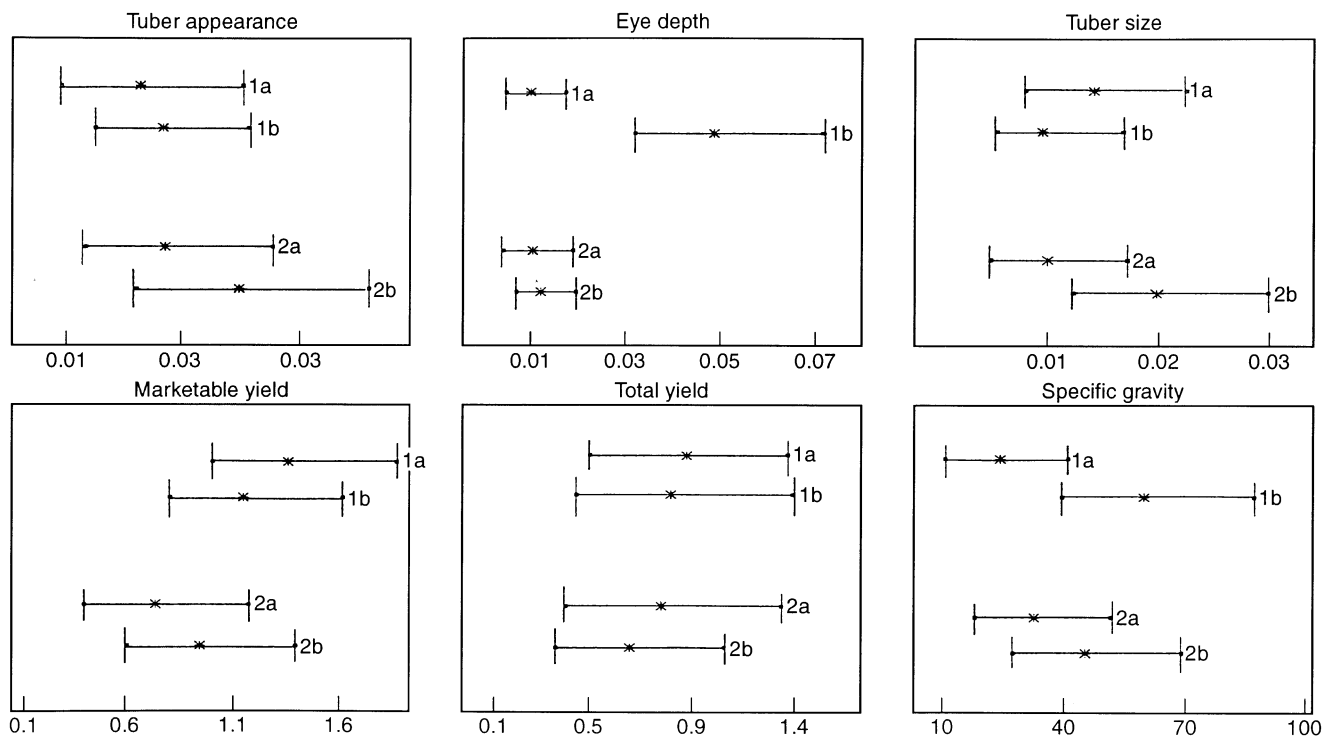 Tuber appearance
1a
1b
2a
2b
0.01 0.03 0.03
Eye depth
1a
1b
2a
2b
0.01 0.03 0.05 0.07
Tuber size
1a
1b
2a
2b
0.01 0.02 0.03
Marketable yield
1a
1b
2a
2b
0.1 0.6 1.1 1.6
Total yield
1a
1b
2a
2b
0.1 0.5 0.9 1.4
Specific gravity
1a
1b
2a
2b
10 40 70 100